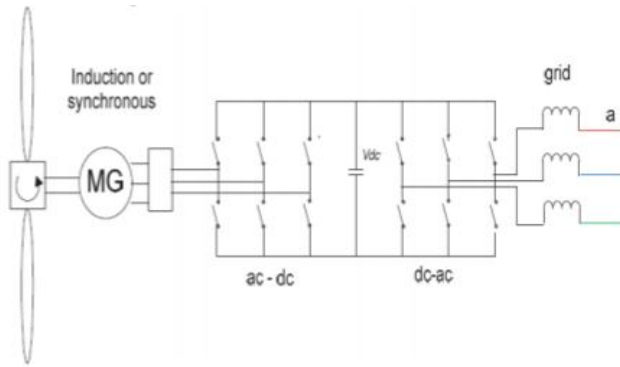 Induction or
synchronous
grid
a
Vdc
MG
ac - dc
dc-ac